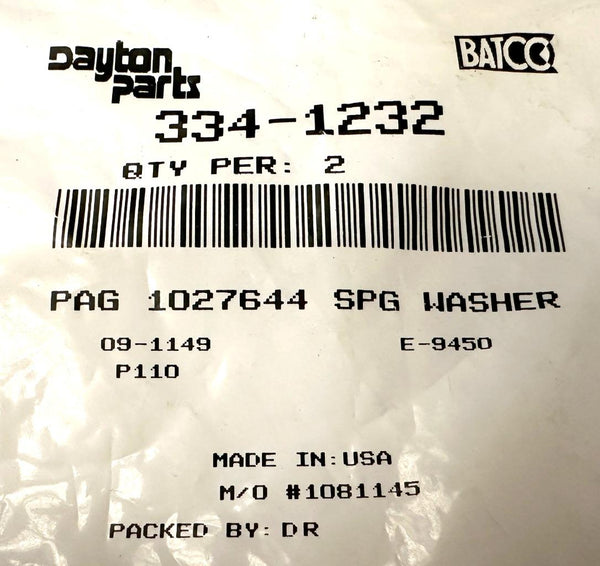 Dayton parts
BATCO
334-1232
QTY PER: 2
PAG 1027644 SPG WASHER
09-1149 E-9450
P110
MADE IN:USA
M/O #1081145
PACKED BY: DR